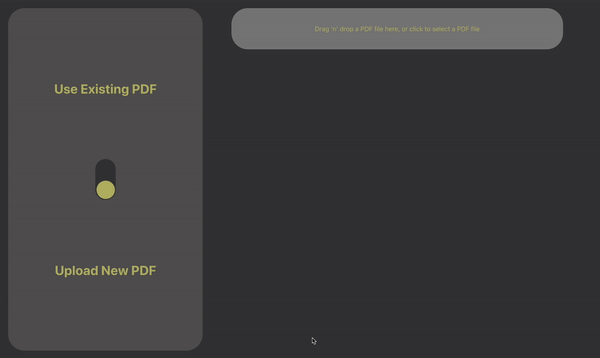 Use Existing PDF
Upload New PDF
Drag 'n' drop a PDF file here, or click to select a PDF file